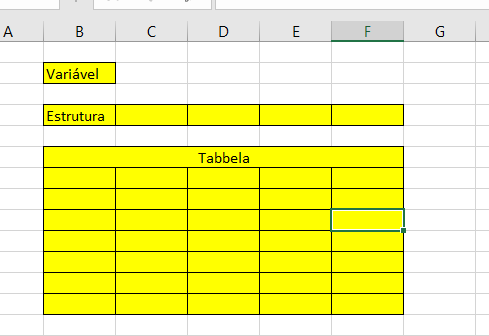 A B C D E F G
Variável
Estrutura
Tabbela